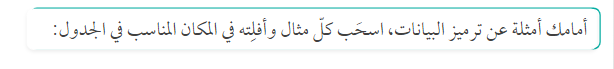 أمامك أمثلة عن ترميز البيانات، اسحَب كلّ مثال وأفلِته في المكان المناسب في الجدول: